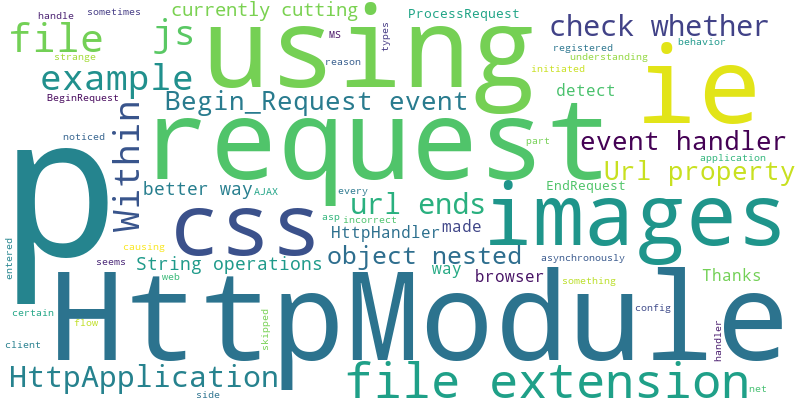 handle
sometimes
currently cutting
ProcessRequest
file
js
using
MS
types
check whether
registered
behavior
strange
reason
understanding
example
initiated
ie
BeginRequest
Begin_Request event
detect
Within
noticed
request
part
event handler
application
p
better way
AJAX
every
EndRequest
Url property
css
url ends
images
asp
incorrect
HttpHandler
made
entered
causing
object nested
asynchronously
seems
String operations
way
browser
Thanks
web
something
HttpModule
certain
flow
skipped
config
handler
client
HttpApplication
side
file extension
net